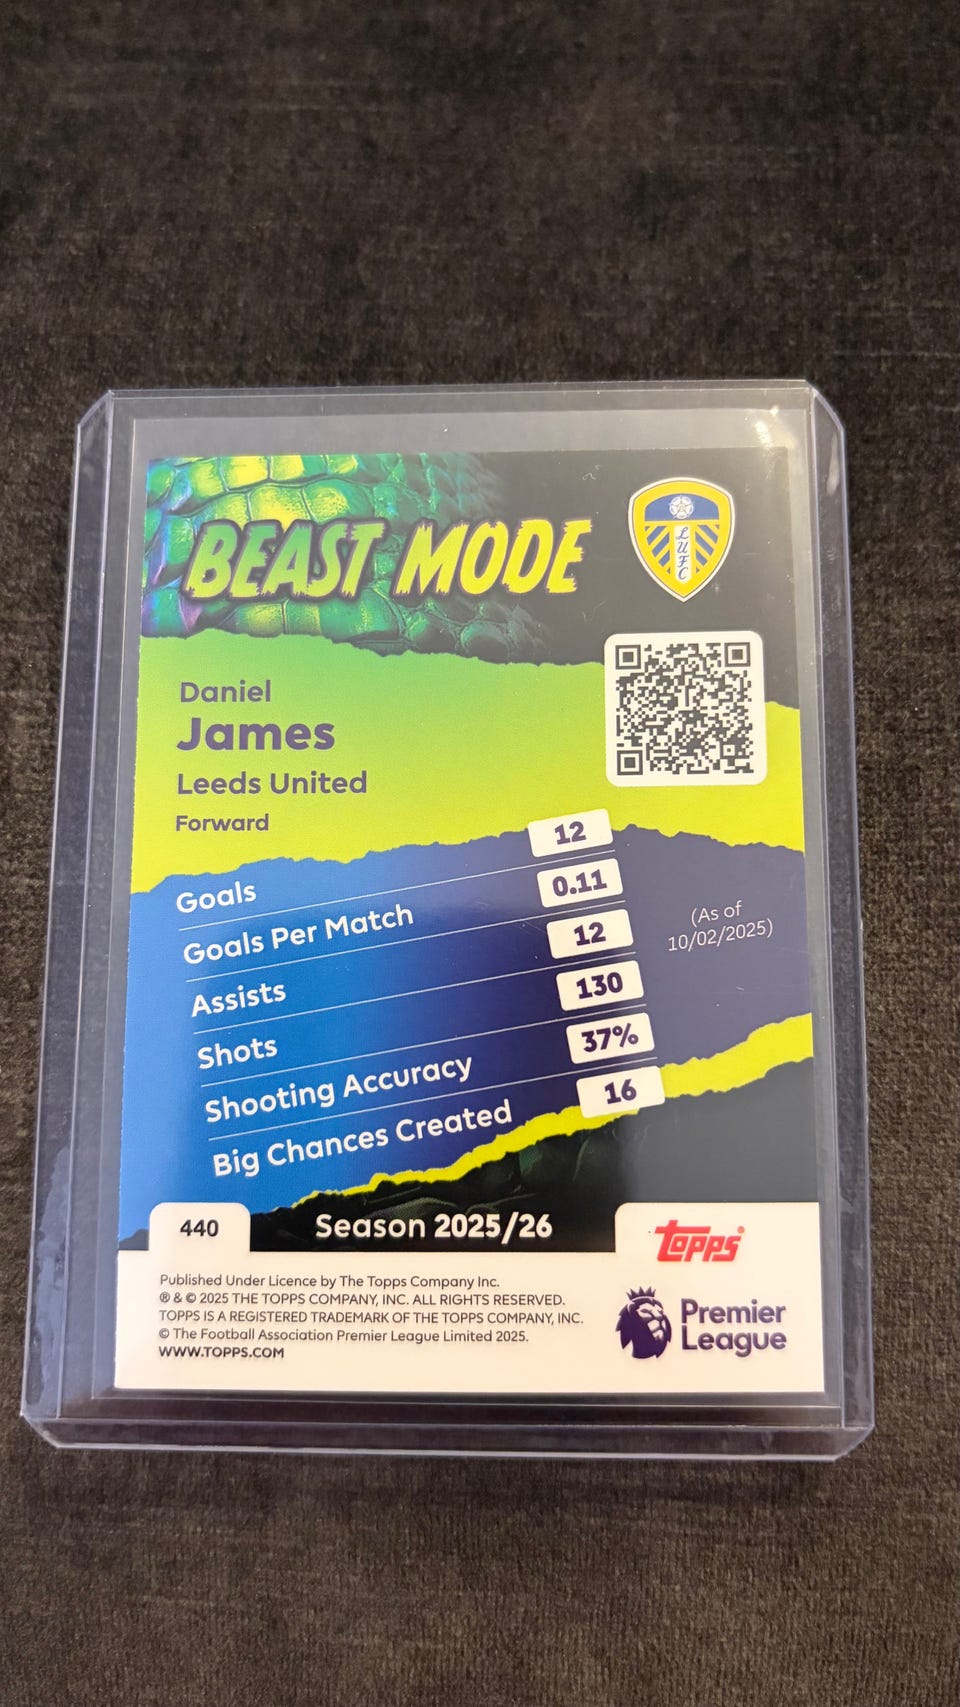 BEAST MODE
LUFC
Daniel
James
Leeds United
Forward
Goals 12
Goals Per Match 0.11
Assists 12
Shots 130
Shooting Accuracy 37%
Big Chances Created 16
(As of
10/02/2025)
440
Season 2025/26
topps®
Published Under Licence by The Topps Company Inc.
® & © 2025 THE TOPPS COMPANY, INC. ALL RIGHTS RESERVED.
TOPPS IS A REGISTERED TRADEMARK OF THE TOPPS COMPANY, INC.
© The Football Association Premier League Limited 2025.
WWW.TOPPS.COM
Premier
League